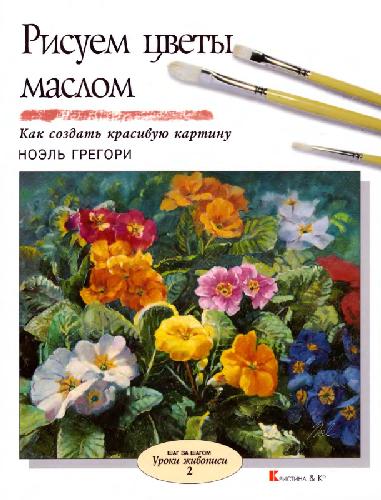 Рисуем цветы
маслом
Как создать красивую картину
НОЭЛЬ ГРЕГОРИ
ШАГ ЗА ШАГОМ
Уроки живописи
2
КРИСТИНА & К°